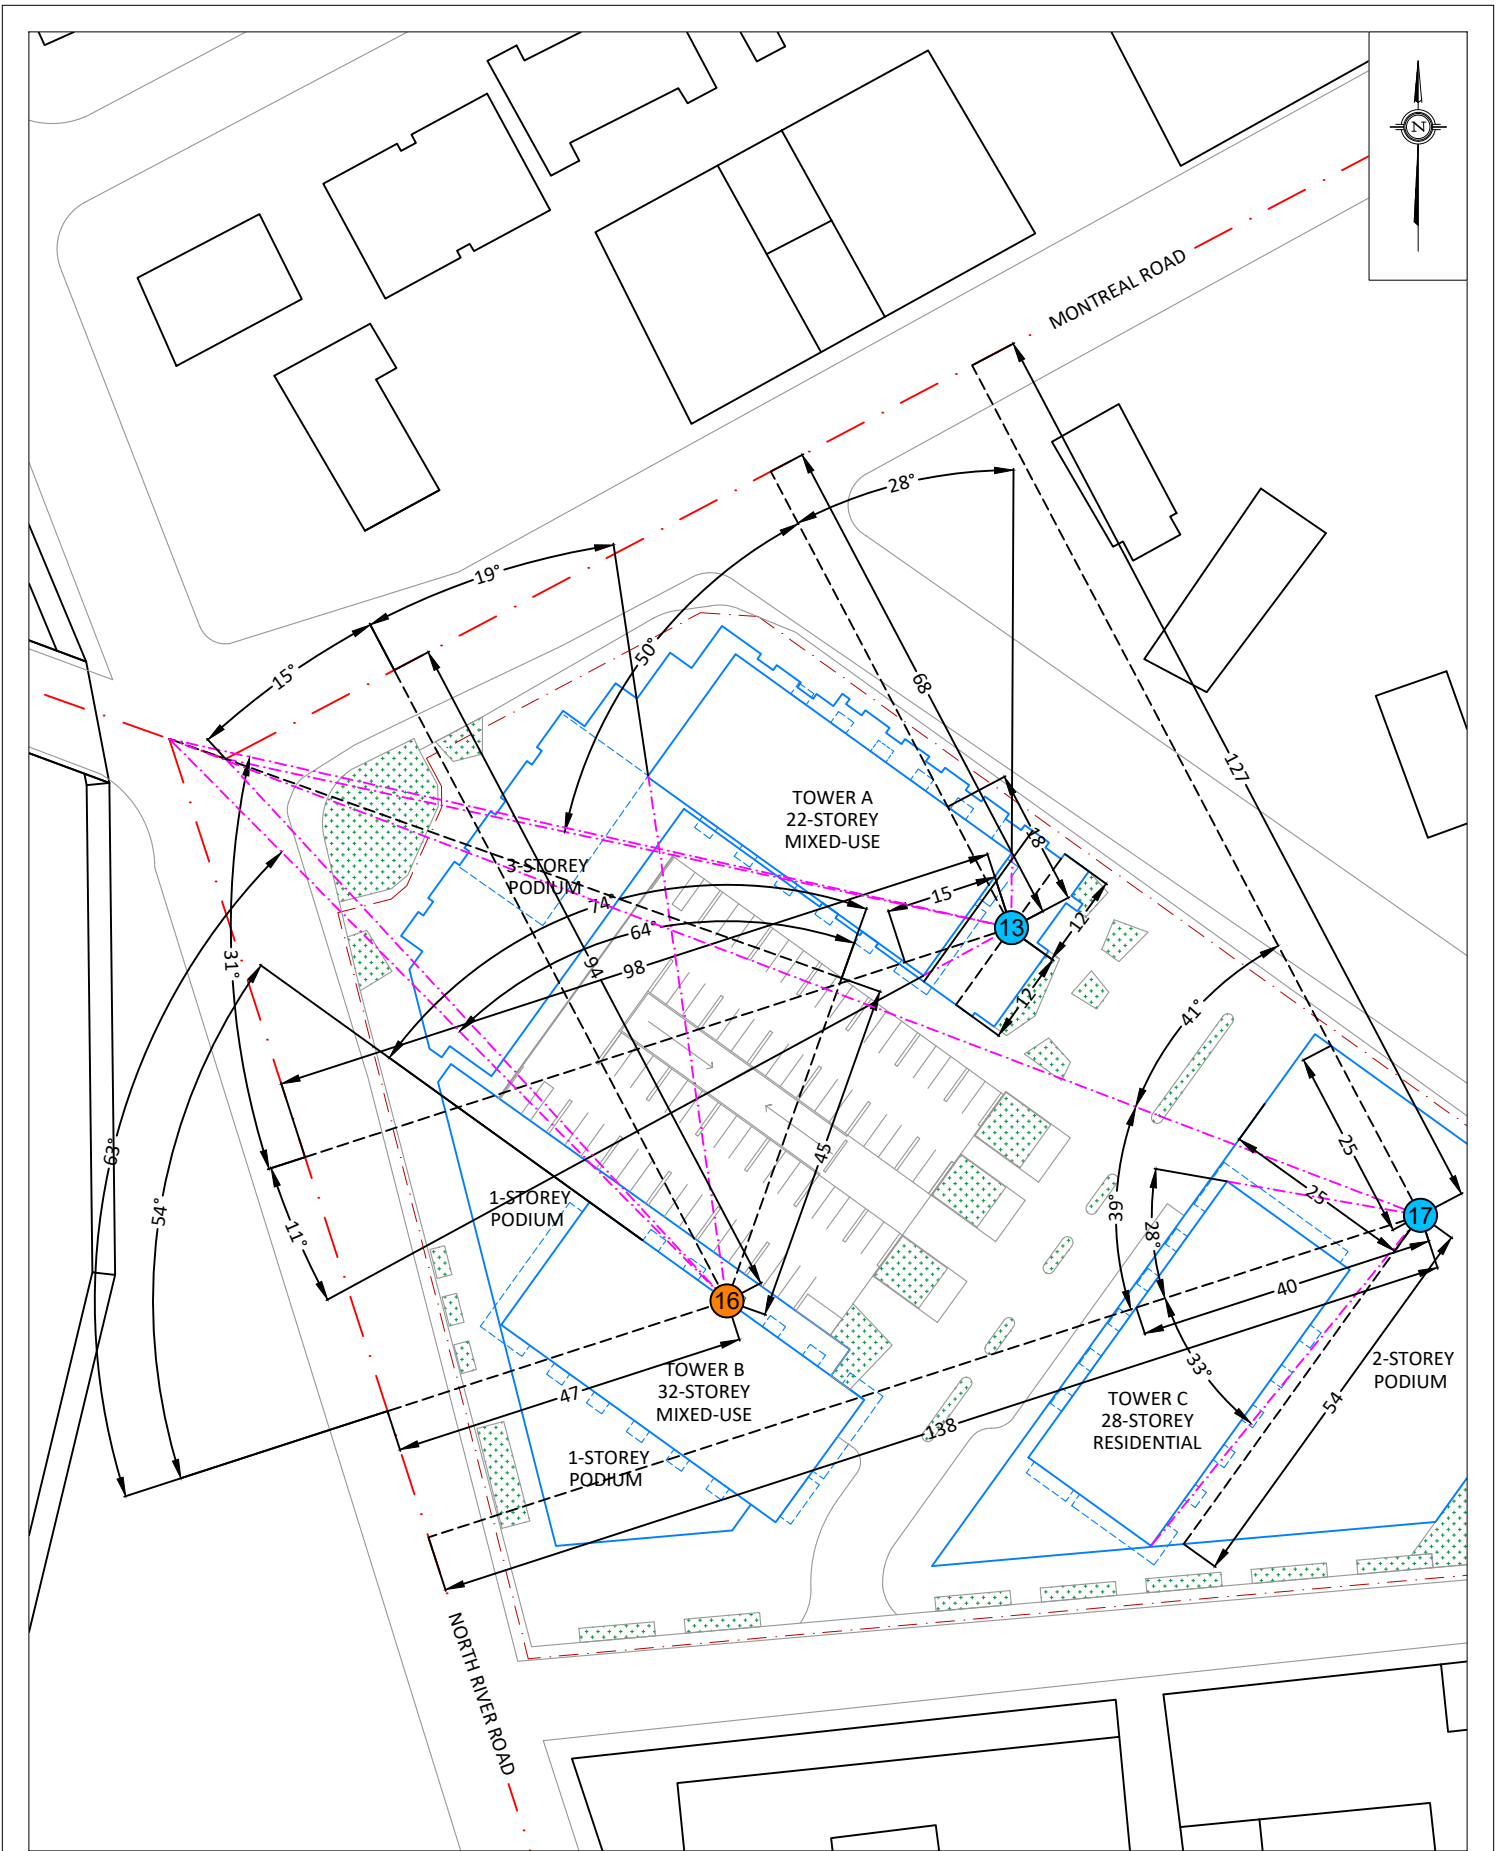 N
MONTREAL ROAD
28°
19°
15°
50°
68
127
TOWER A
22-STOREY
MIXED-USE
18
3-STOREY
PODIUM
74°
15
13
12
64°
94
98
31°
12
41°
63°
54°
45
25
1-STOREY
PODIUM
25
39°
28°
17
11°
40
16
33°
TOWER B
32-STOREY
MIXED-USE
47
2-STOREY
PODIUM
TOWER C
28-STOREY
RESIDENTIAL
54
138
1-STOREY
PODIUM
NORTH RIVER ROAD